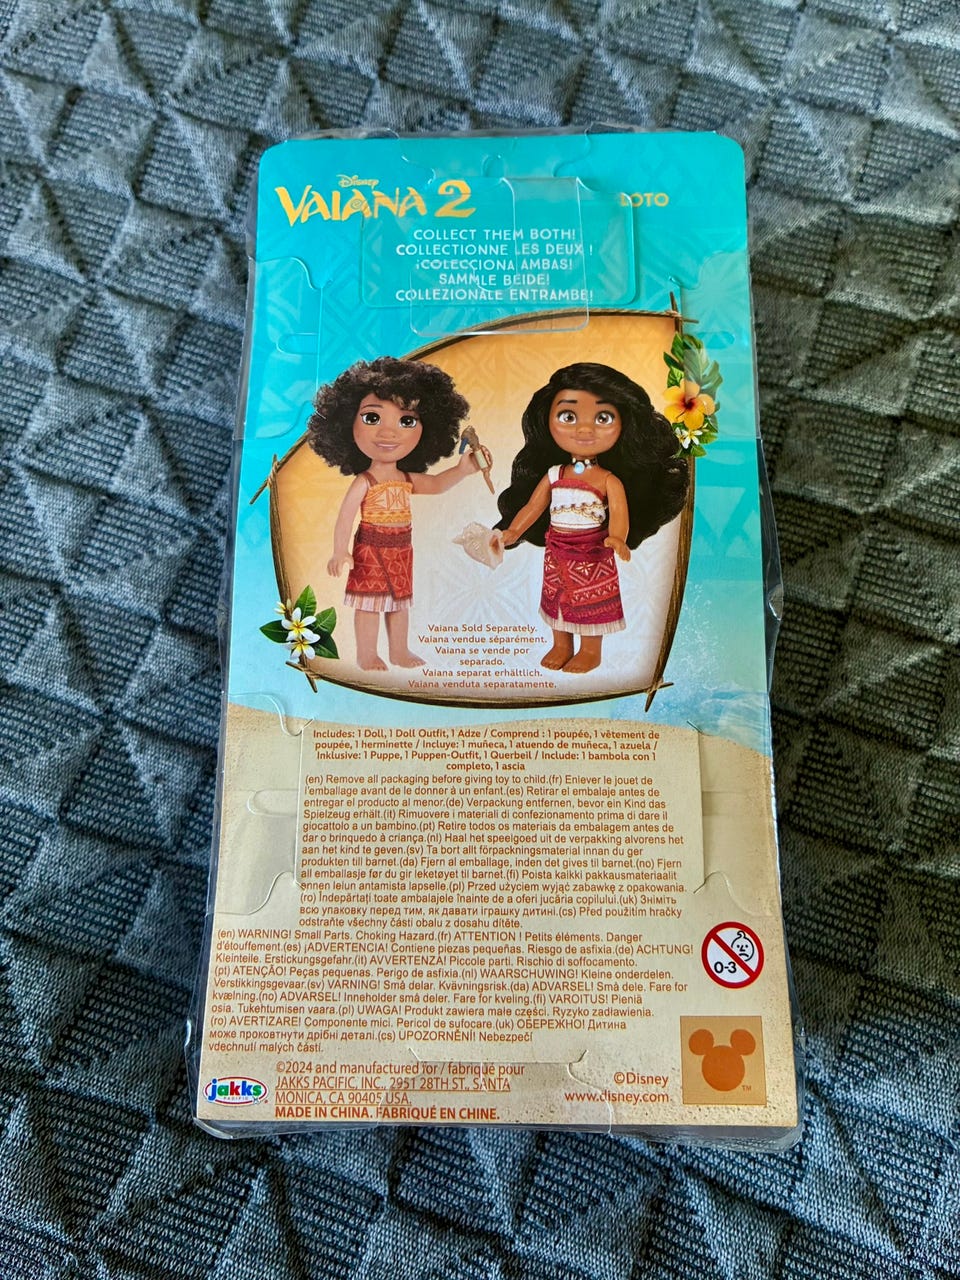 Disney
VAIANA 2
LOTO
COLLECT THEM BOTH!
COLLECTIONNE LES DEUX !
¡COLECCIONA AMBAS!
SAMMLE BEIDE!
COLLEZIONALE ENTRAMBE!
Vaiana Sold Separately.
Vaiana vendue séparément.
Vaiana se vende por
separado.
Vaiana separat erhältlich.
Vaiana venduta separatamente.
Includes: 1 Doll, 1 Doll Outfit, 1 Adze / Comprend : 1 poupée, 1 vêtement de
poupée, 1 herminette / Incluye: 1 muñeca, 1 atuendo de muñeca, 1 azuela /
Inklusive: 1 Puppe, 1 Puppen-Outfit, 1 Querbeil / Include: 1 bambola con 1
completo, 1 ascia
(en) Remove all packaging before giving toy to child.(fr) Enlever le jouet de
l'emballage avant de le donner à un enfant.(es) Retirar el embalaje antes de
entregar el producto al menor.(de) Verpackung entfernen, bevor ein Kind das
Spielzeug erhält.(it) Rimuovere i materiali di confezionamento prima di dare il
giocattolo a un bambino.(pt) Retire todos os materiais da embalagem antes de
dar o brinquedo à criança.(nl) Haal het speelgoed uit de verpakking alvorens het
aan het kind te geven.(sv) Ta bort allt förpackningsmaterial innan du ger
produkten till barnet.(da) Fjern al emballage, inden det gives til barnet.(no) Fjern
all emballasje før du gir leketøyet til barnet.(fi) Poista kaikki pakkausmateriaalit
ennen lelun antamista lapselle.(pl) Przed użyciem wyjąć zabawkę z opakowania.
(ro) Îndepărtați toate ambalajele înainte de a oferi jucăria copilului.(uk) Зніміть
всю упаковку перед тим, як давати іграшку дитині.(cs) Před použitím hračky
odstraňte všechny části obalu z dosahu dítěte.
(en) WARNING! Small Parts. Choking Hazard.(fr) ATTENTION ! Petits éléments. Danger
d'étouffement.(es) ¡ADVERTENCIA! Contiene piezas pequeñas. Riesgo de asfixia.(de) ACHTUNG!
Kleinteile. Erstickungsgefahr.(it) AVVERTENZA! Piccole parti. Rischio di soffocamento.
(pt) ATENÇÃO! Peças pequenas. Perigo de asfixia.(nl) WAARSCHUWING! Kleine onderdelen.
Verstikkingsgevaar.(sv) VARNING! Små delar. Kvävningsrisk.(da) ADVARSEL! Små dele. Fare for
kvælning.(no) ADVARSEL! Inneholder små deler. Fare for kveling.(fi) VAROITUS! Pieniä
osia. Tukehtumisen vaara.(pl) UWAGA! Produkt zawiera małe części. Ryzyko zadławienia.
(ro) AVERTIZARE! Componente mici. Pericol de sufocare.(uk) ОБЕРЕЖНО! Дитина
може проковтнути дрібні деталі.(cs) UPOZORNĚNÍ! Nebezpečí
vdechnutí malých částí.
0-3
©2024 and manufactured for / fabriqué pour
JAKKS PACIFIC, INC., 2951 28TH ST., SANTA
MONICA, CA 90405 USA.
MADE IN CHINA. FABRIQUÉ EN CHINE.
jakks
PACIFIC
©Disney
www.disney.com
TM